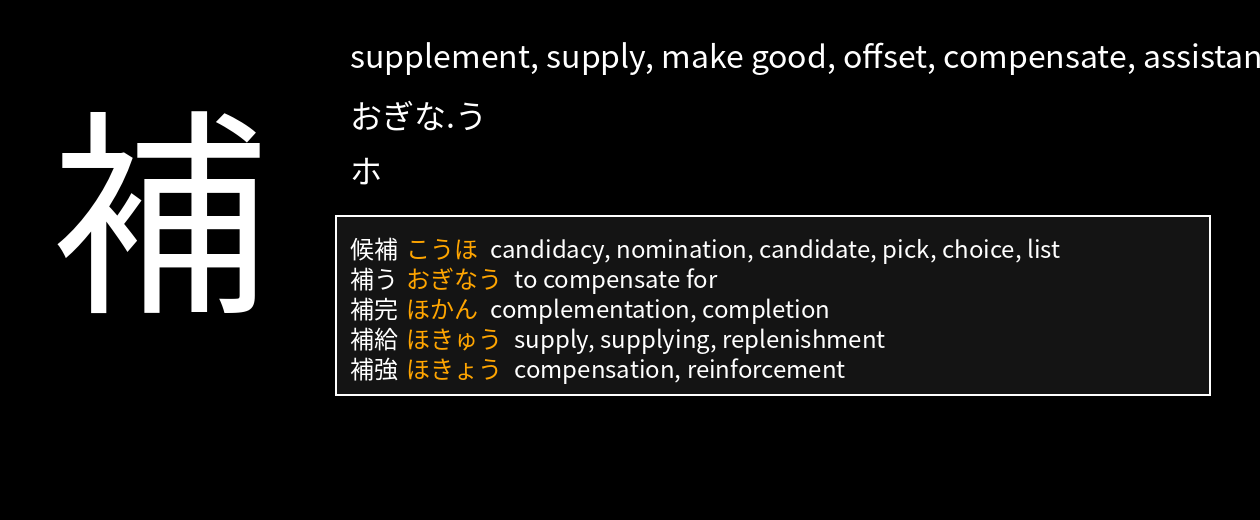 補
supplement, supply, make good, offset, compensate, assistan
おぎな.う
ホ
候補 こうほ candidacy, nomination, candidate, pick, choice, list
補う おぎなう to compensate for
補完 ほかん complementation, completion
補給 ほきゅう supply, supplying, replenishment
補強 ほきょう compensation, reinforcement